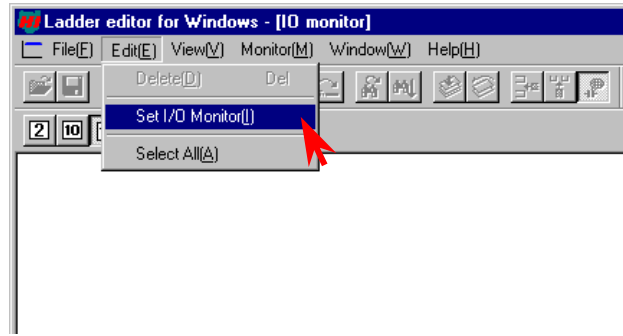 Ladder editor for Windows - [IO monitor]
File(F) Edit(E) View(V) Monitor(M) Window(W) Help(H)
Delete(D) Del
Set I/O Monitor(I)
2 10
Select All(A)